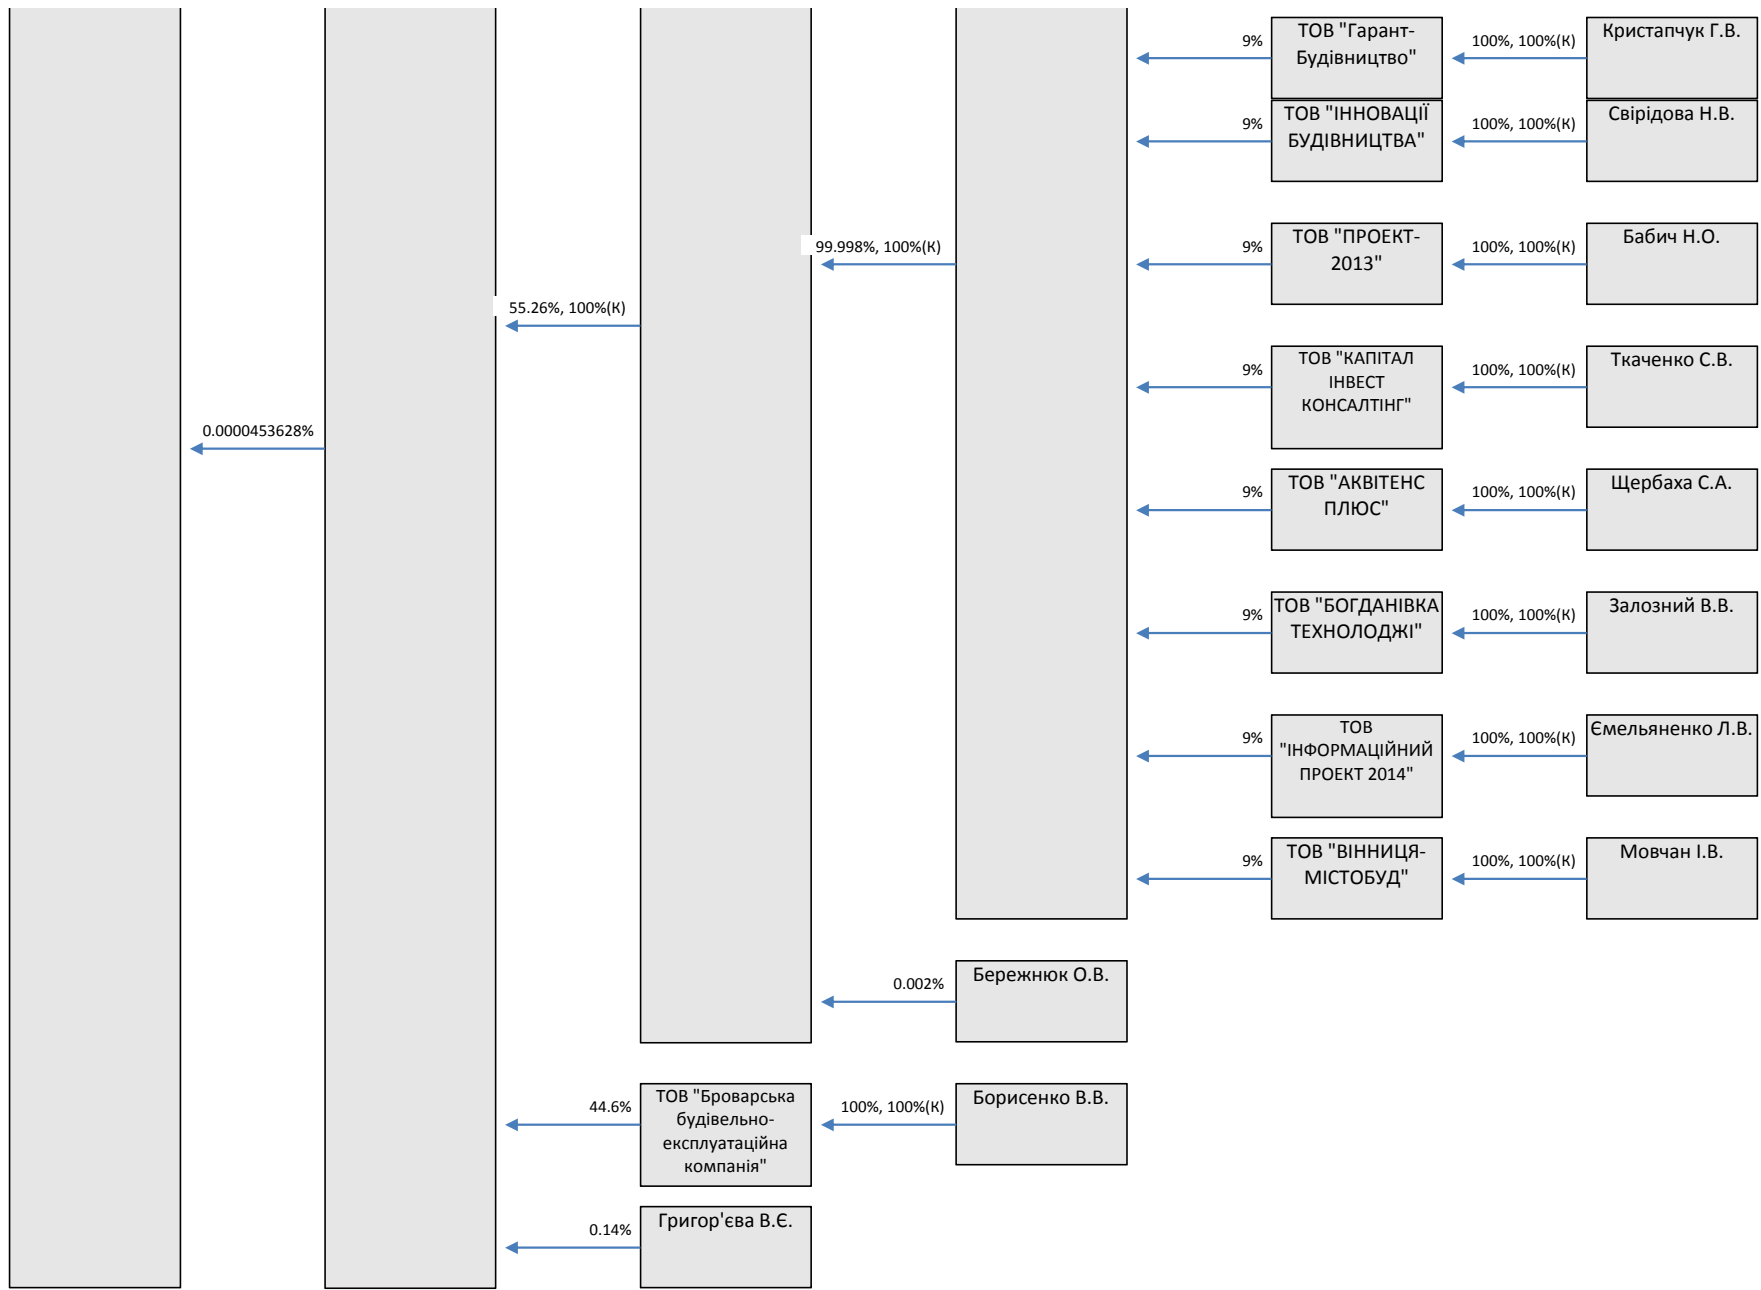 9%
ТОВ "Гарант-
Будівництво"
100%, 100%(К)
Кристапчук Г.В.
9%
ТОВ "ІННОВАЦІЇ
БУДІВНИЦТВА"
100%, 100%(К)
Свірідова Н.В.
99.998%, 100%(К)
9%
ТОВ "ПРОЕКТ-
2013"
100%, 100%(К)
Бабич Н.О.
55.26%, 100%(К)
9%
ТОВ "КАПІТАЛ
ІНВЕСТ
КОНСАЛТІНГ"
100%, 100%(К)
Ткаченко С.В.
0.0000453628%
9%
ТОВ "АКВІТЕНС
ПЛЮС"
100%, 100%(К)
Щербаха С.А.
9%
ТОВ "БОГДАНІВКА
ТЕХНОЛОДЖІ"
100%, 100%(К)
Залозний В.В.
9%
ТОВ
"ІНФОРМАЦІЙНИЙ
ПРОЕКТ 2014"
100%, 100%(К)
Ємельяненко Л.В.
9%
ТОВ "ВІННИЦЯ-
МІСТОБУД"
100%, 100%(К)
Мовчан І.В.
0.002%
Бережнюк О.В.
44.6%
ТОВ "Броварська
будівельно-
експлуатаційна
компанія"
100%, 100%(К)
Борисенко В.В.
0.14%
Григор'єва В.Є.